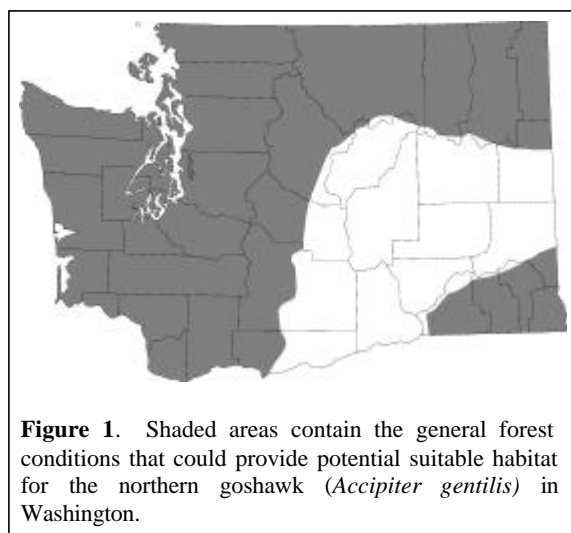 Figure 1. Shaded areas contain the general forest
conditions that could provide potential suitable habitat
for the northern goshawk (Accipiter gentilis) in
Washington.